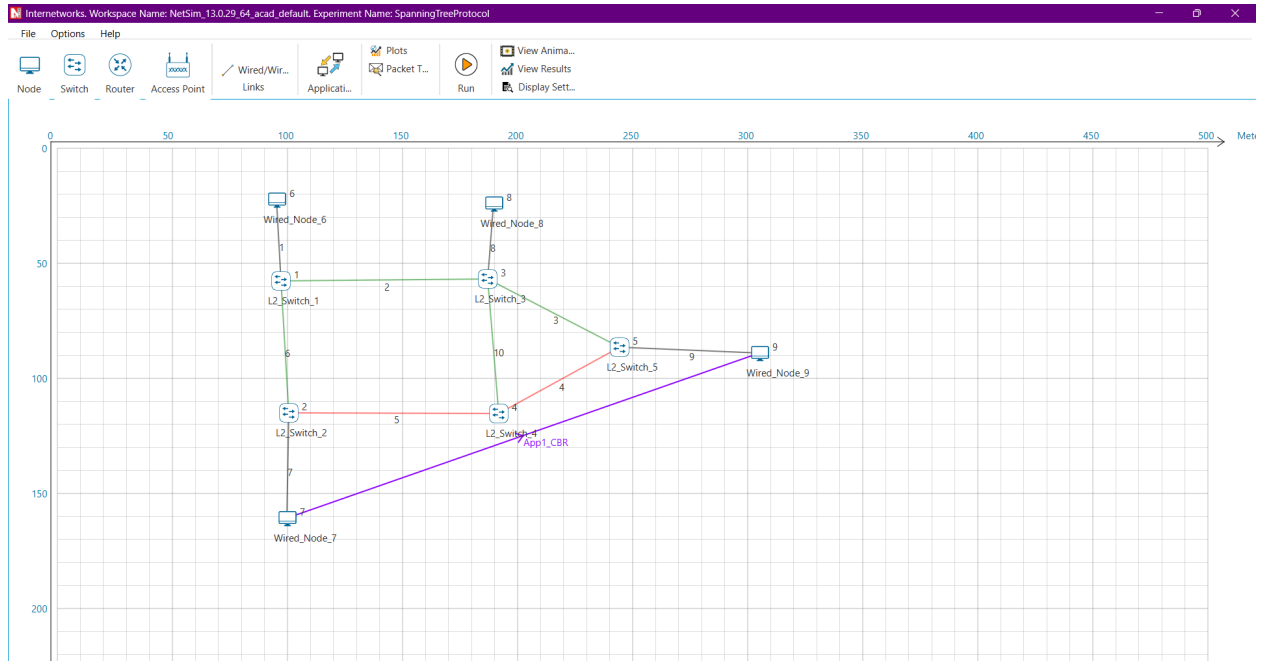 Internetworks. Workspace Name: NetSim_13.0.29_64_acad_default. Experiment Name: SpanningTreeProtocol
File Options Help
Node
Switch
Router
xx/xx/xx
Access Point
Wired/Wir...
Links
Applicati...
Plots
Packet T...
Run
View Anima...
View Results
Display Sett...
0 50 100 150 200 250 300 350 400 450 500 Mete
0
50
100
150
200
6
Wired_Node_6
8
Wired_Node_8
1
8
1
L2_Switch_1
2
3
L2_Switch_3
3
6
10
5
L2_Switch_5
9
9
Wired_Node_9
4
2
L2_Switch_2
5
4
L2_Switch_4
App1_CBR
7
7
Wired_Node_7